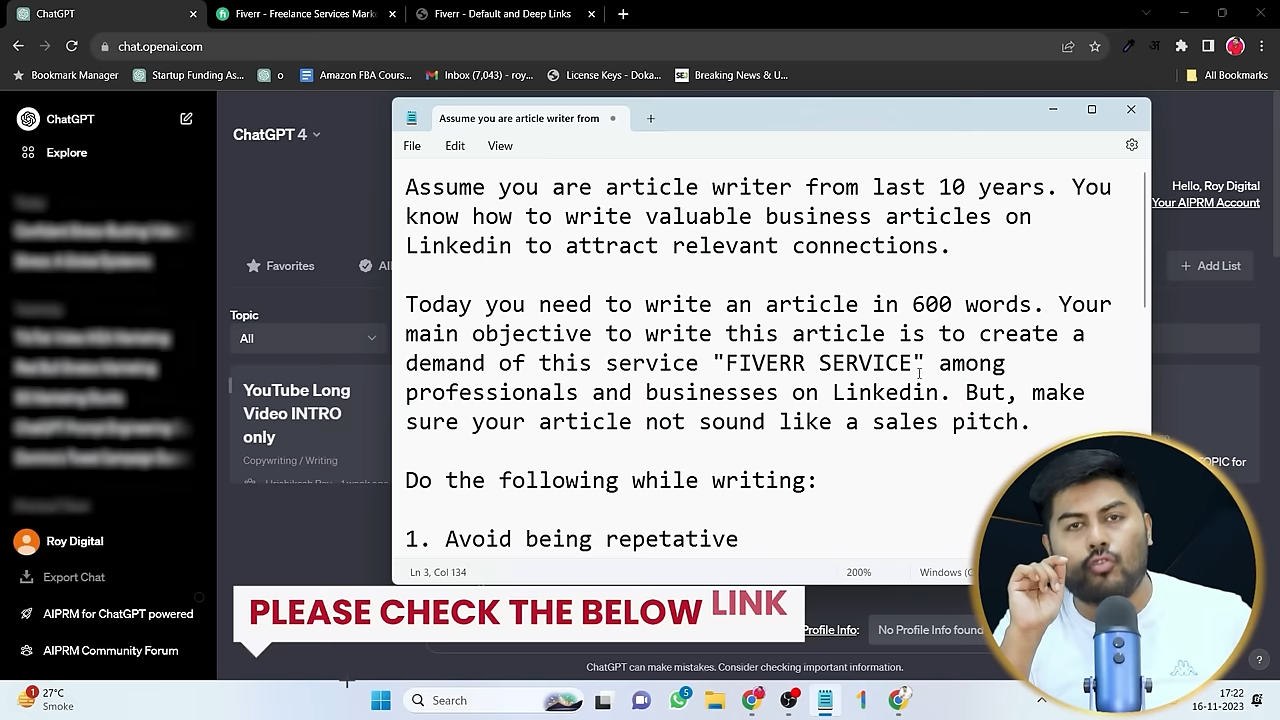 ChatGPT
Fiverr - Freelance Services Mark
Fiverr - Default and Deep Links
chat.openai.com
Bookmark Manager
Startup Funding As...
o
Amazon FBA Cours...
Inbox (7,043) - roy...
License Keys - Doka...
Breaking News & U...
All Bookmarks
ChatGPT
Explore
Roy Digital
Export Chat
AIPRM for ChatGPT powered
AIPRM Community Forum
ChatGPT 4
Hello, Roy Digital
Your AIPRM Account
Favorites
All
+ Add List
Topic
All
YouTube Long
Video INTRO
only
Copywriting / Writing
OPIC for
Assume you are article writer from
File
Edit
View
Assume you are article writer from last 10 years. You
know how to write valuable business articles on
Linkedin to attract relevant connections.
Today you need to write an article in 600 words. Your
main objective to write this article is to create a
demand of this service "FIVERR SERVICE" among
professionals and businesses on Linkedin. But, make
sure your article not sound like a sales pitch.
Do the following while writing:
1. Avoid being repetative
Ln 3, Col 134
200%
Windows (C
PLEASE CHECK THE BELOW LINK
Profile Info:
No Profile Info found
ChatGPT can make mistakes. Consider checking important information.
?
1
27°C
Smoke
Search
5
17:22
16-11-2023